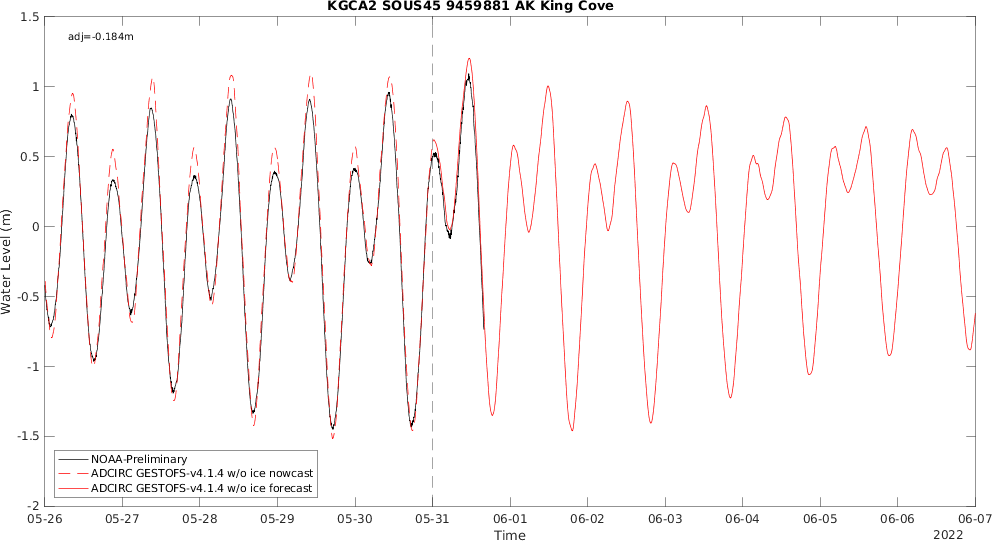 KGCA2 SOUS45 9459881 AK King Cove
adj=-0.184m
1.5
1
0.5
0
-0.5
-1
-1.5
-2
Water Level (m)
NOAA-Preliminary
ADCIRC GESTOFS-v4.1.4 w/o ice nowcast
ADCIRC GESTOFS-v4.1.4 w/o ice forecast
05-26 05-27 05-28 05-29 05-30 05-31 06-01 06-02 06-03 06-04 06-05 06-06 06-07
Time
2022